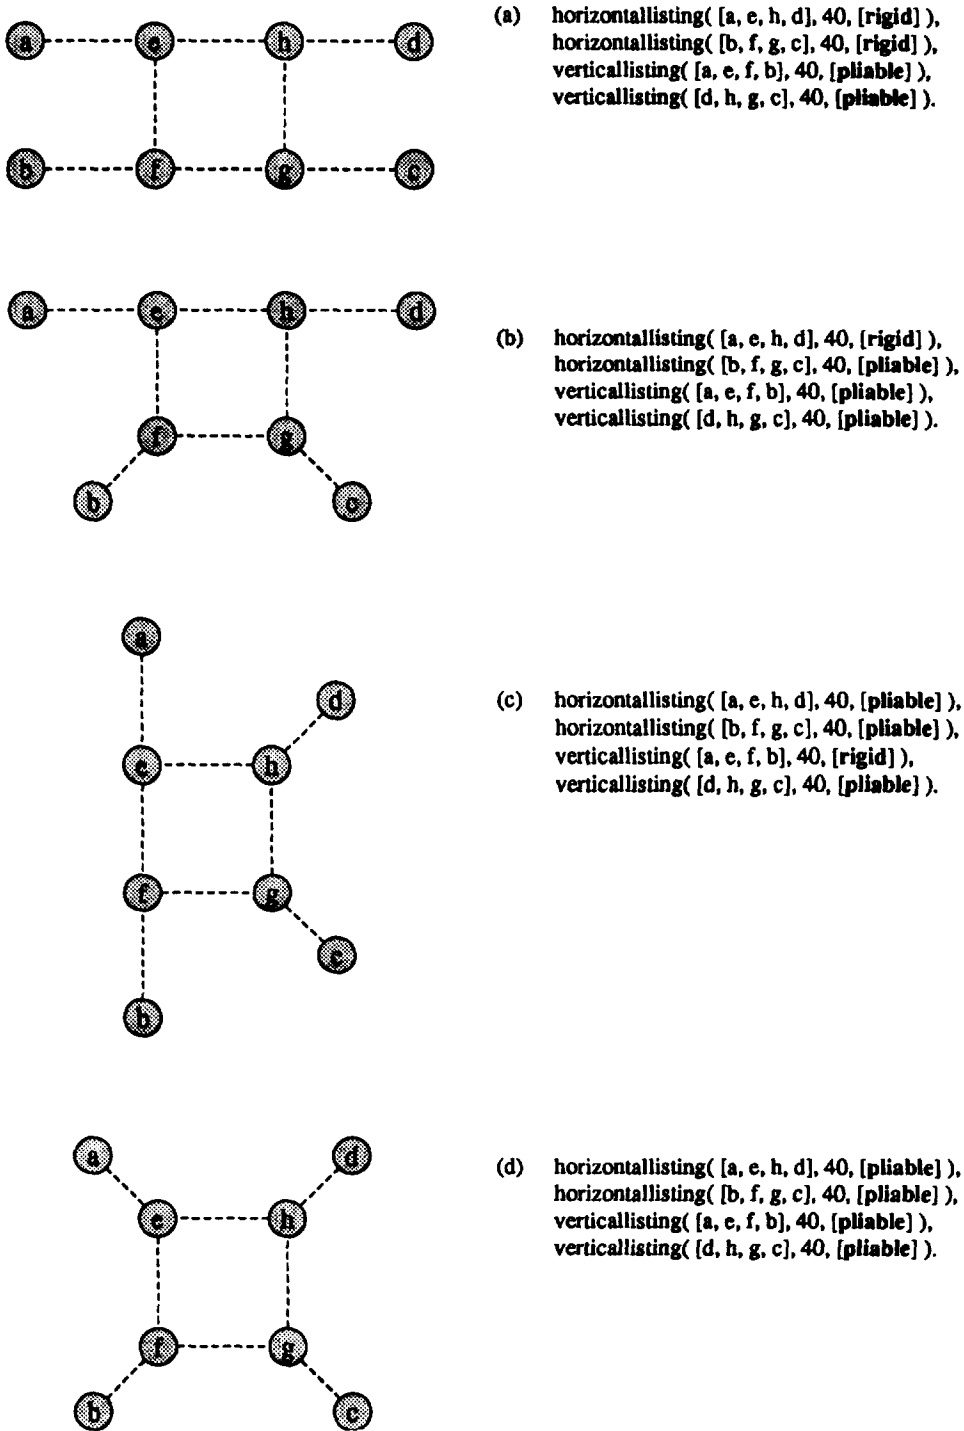 a e h d
b f g c
(a) horizontallisting( [a, e, h, d], 40, [rigid] ),
horizontallisting( [b, f, g, c], 40, [rigid] ),
verticallisting( [a, e, f, b], 40, [pliable] ),
verticallisting( [d, h, g, c], 40, [pliable] ).
a e h d
f g
b c
(b) horizontallisting( [a, e, h, d], 40, [rigid] ),
horizontallisting( [b, f, g, c], 40, [pliable] ),
verticallisting( [a, e, f, b], 40, [pliable] ),
verticallisting( [d, h, g, c], 40, [pliable] ).
a
d
e h
f g
c
b
(c) horizontallisting( [a, e, h, d], 40, [pliable] ),
horizontallisting( [b, f, g, c], 40, [pliable] ),
verticallisting( [a, e, f, b], 40, [rigid] ),
verticallisting( [d, h, g, c], 40, [pliable] ).
a d
e h
f g
b c
(d) horizontallisting( [a, e, h, d], 40, [pliable] ),
horizontallisting( [b, f, g, c], 40, [pliable] ),
verticallisting( [a, e, f, b], 40, [pliable] ),
verticallisting( [d, h, g, c], 40, [pliable] ).